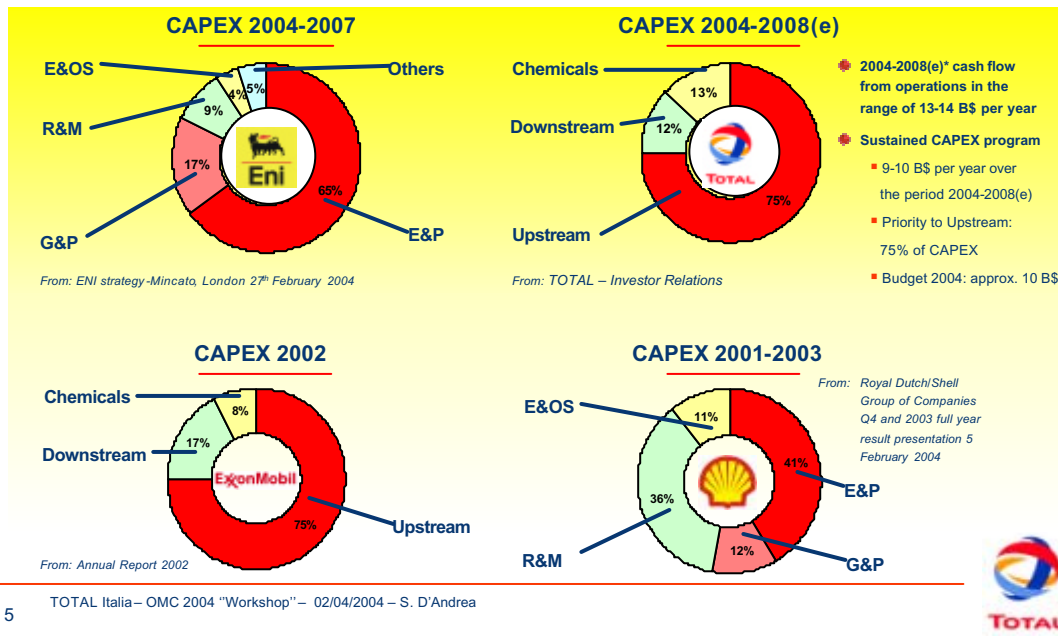 CAPEX 2004-2007
E&OS
Others
4%
5%
R&M
9%
17%
Eni
65%
G&P
E&P
From: ENI strategy-Mincato, London 27th February 2004
CAPEX 2004-2008(e)
Chemicals
13%
Downstream
12%
TOTAL
75%
Upstream
From: TOTAL – Investor Relations
2004-2008(e)* cash flow
from operations in the
range of 13-14 B$ per year
Sustained CAPEX program
9-10 B$ per year over
the period 2004-2008(e)
Priority to Upstream:
75% of CAPEX
Budget 2004: approx. 10 B$
CAPEX 2002
Chemicals
8%
Downstream
17%
ExxonMobil
75%
Upstream
From: Annual Report 2002
CAPEX 2001-2003
From: Royal Dutch/Shell
Group of Companies
Q4 and 2003 full year
result presentation 5
February 2004
E&OS
11%
41%
E&P
36%
R&M
12%
G&P
5
TOTAL Italia – OMC 2004 ‘‘Workshop’’ – 02/04/2004 – S. D’Andrea
TOTAL